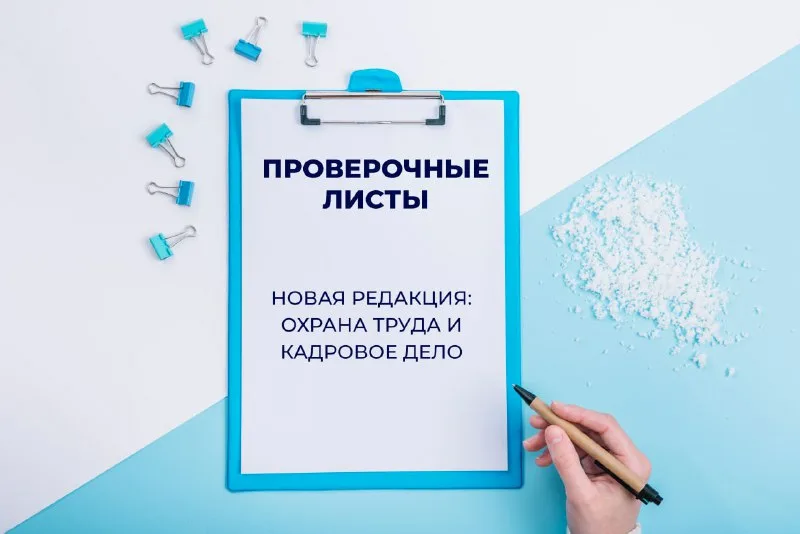 ПРОВЕРОЧНЫЕ
ЛИСТЫ
НОВАЯ РЕДАКЦИЯ:
ОХРАНА ТРУДА И
КАДРОВОЕ ДЕЛО